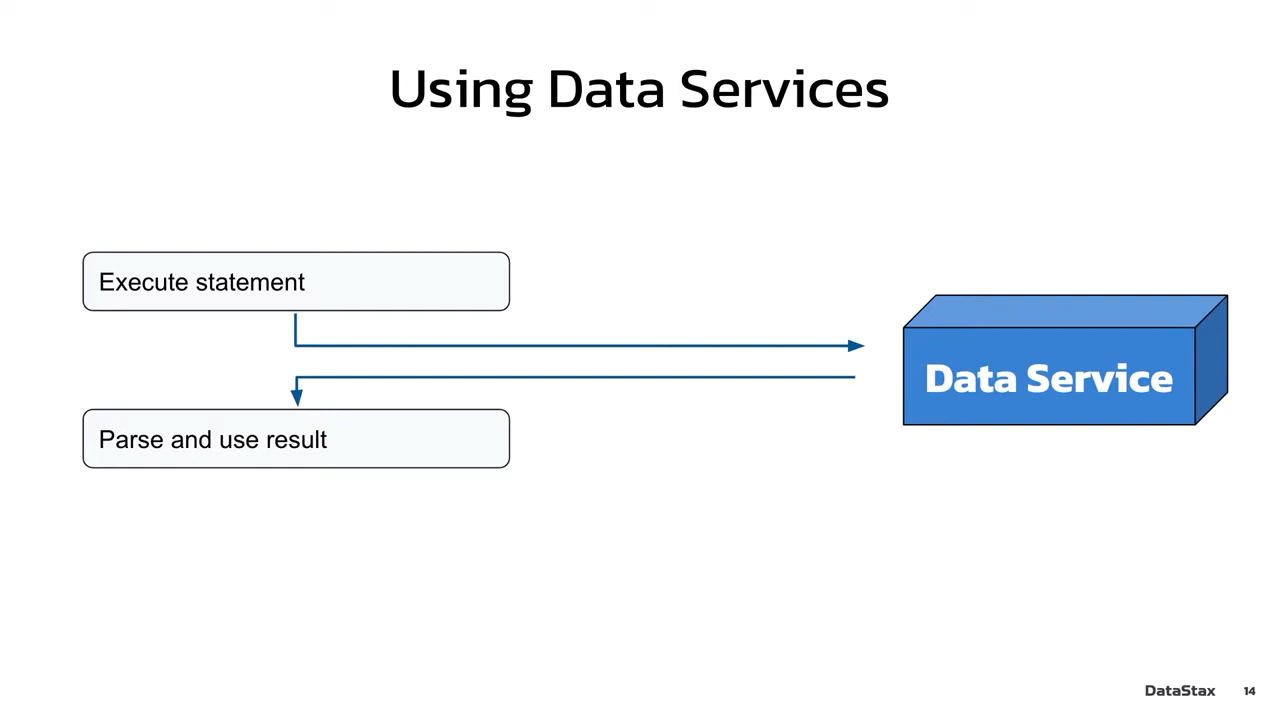 Using Data Services
Execute statement
Data Service
Parse and use result
DataStax 14